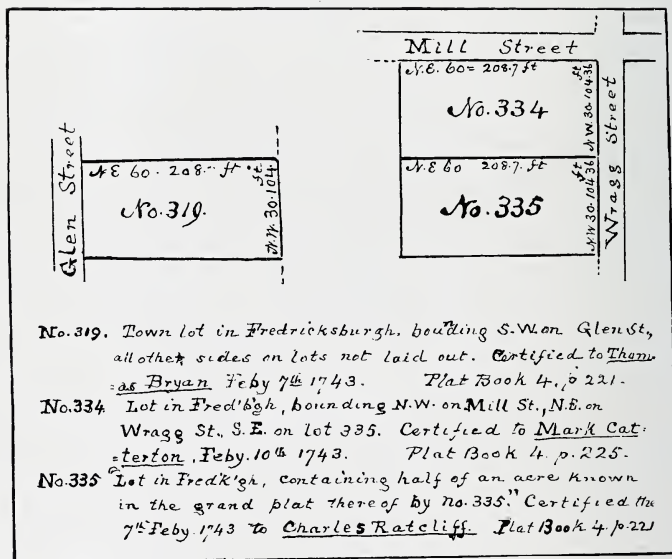 Mill Street
N.E. 60 = 208.7 ft
No. 334
N.W. 30. 104.36 ft
Wragg Street
N.E. 60 208.7. ft
No. 335
N.W. 30. 104.36 ft
Glen Street
N.E 60. 208.- ft.
No. 319.
N.W. 30. 104. ft.
No. 319. Town lot in Fredricksburgh, bouding S.W. on Glen St.,
all other sides on lots not laid out. Certified to Thom-
=as Bryan Feby 7th 1743. Plat Book 4, p 221.
No. 334 Lot in Fred'bgh, bounding N.W. on Mill St., N.E. on
Wragg St., S.E. on lot 335. Certified to Mark Cat=
=terton, Feby. 10th 1743. Plat Book 4. p. 225.
No. 335 "Lot in Fredk'gh, containing half of an acre known
in the grand plat thereof by no. 335." Certified the
7th Feby. 1743 to Charles Ratcliff. Plat Book 4. p. 221